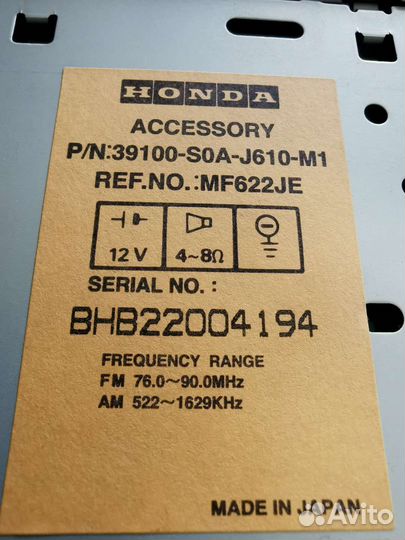 HONDA
ACCESSORY
P/N:39100-S0A-J610-M1
REF.NO.:MF622JE
12 V 4~8Ω
SERIAL NO. :
BHB22004194
FREQUENCY RANGE
FM 76.0~90.0MHz
AM 522~1629KHz
MADE IN JAPAN
Avito